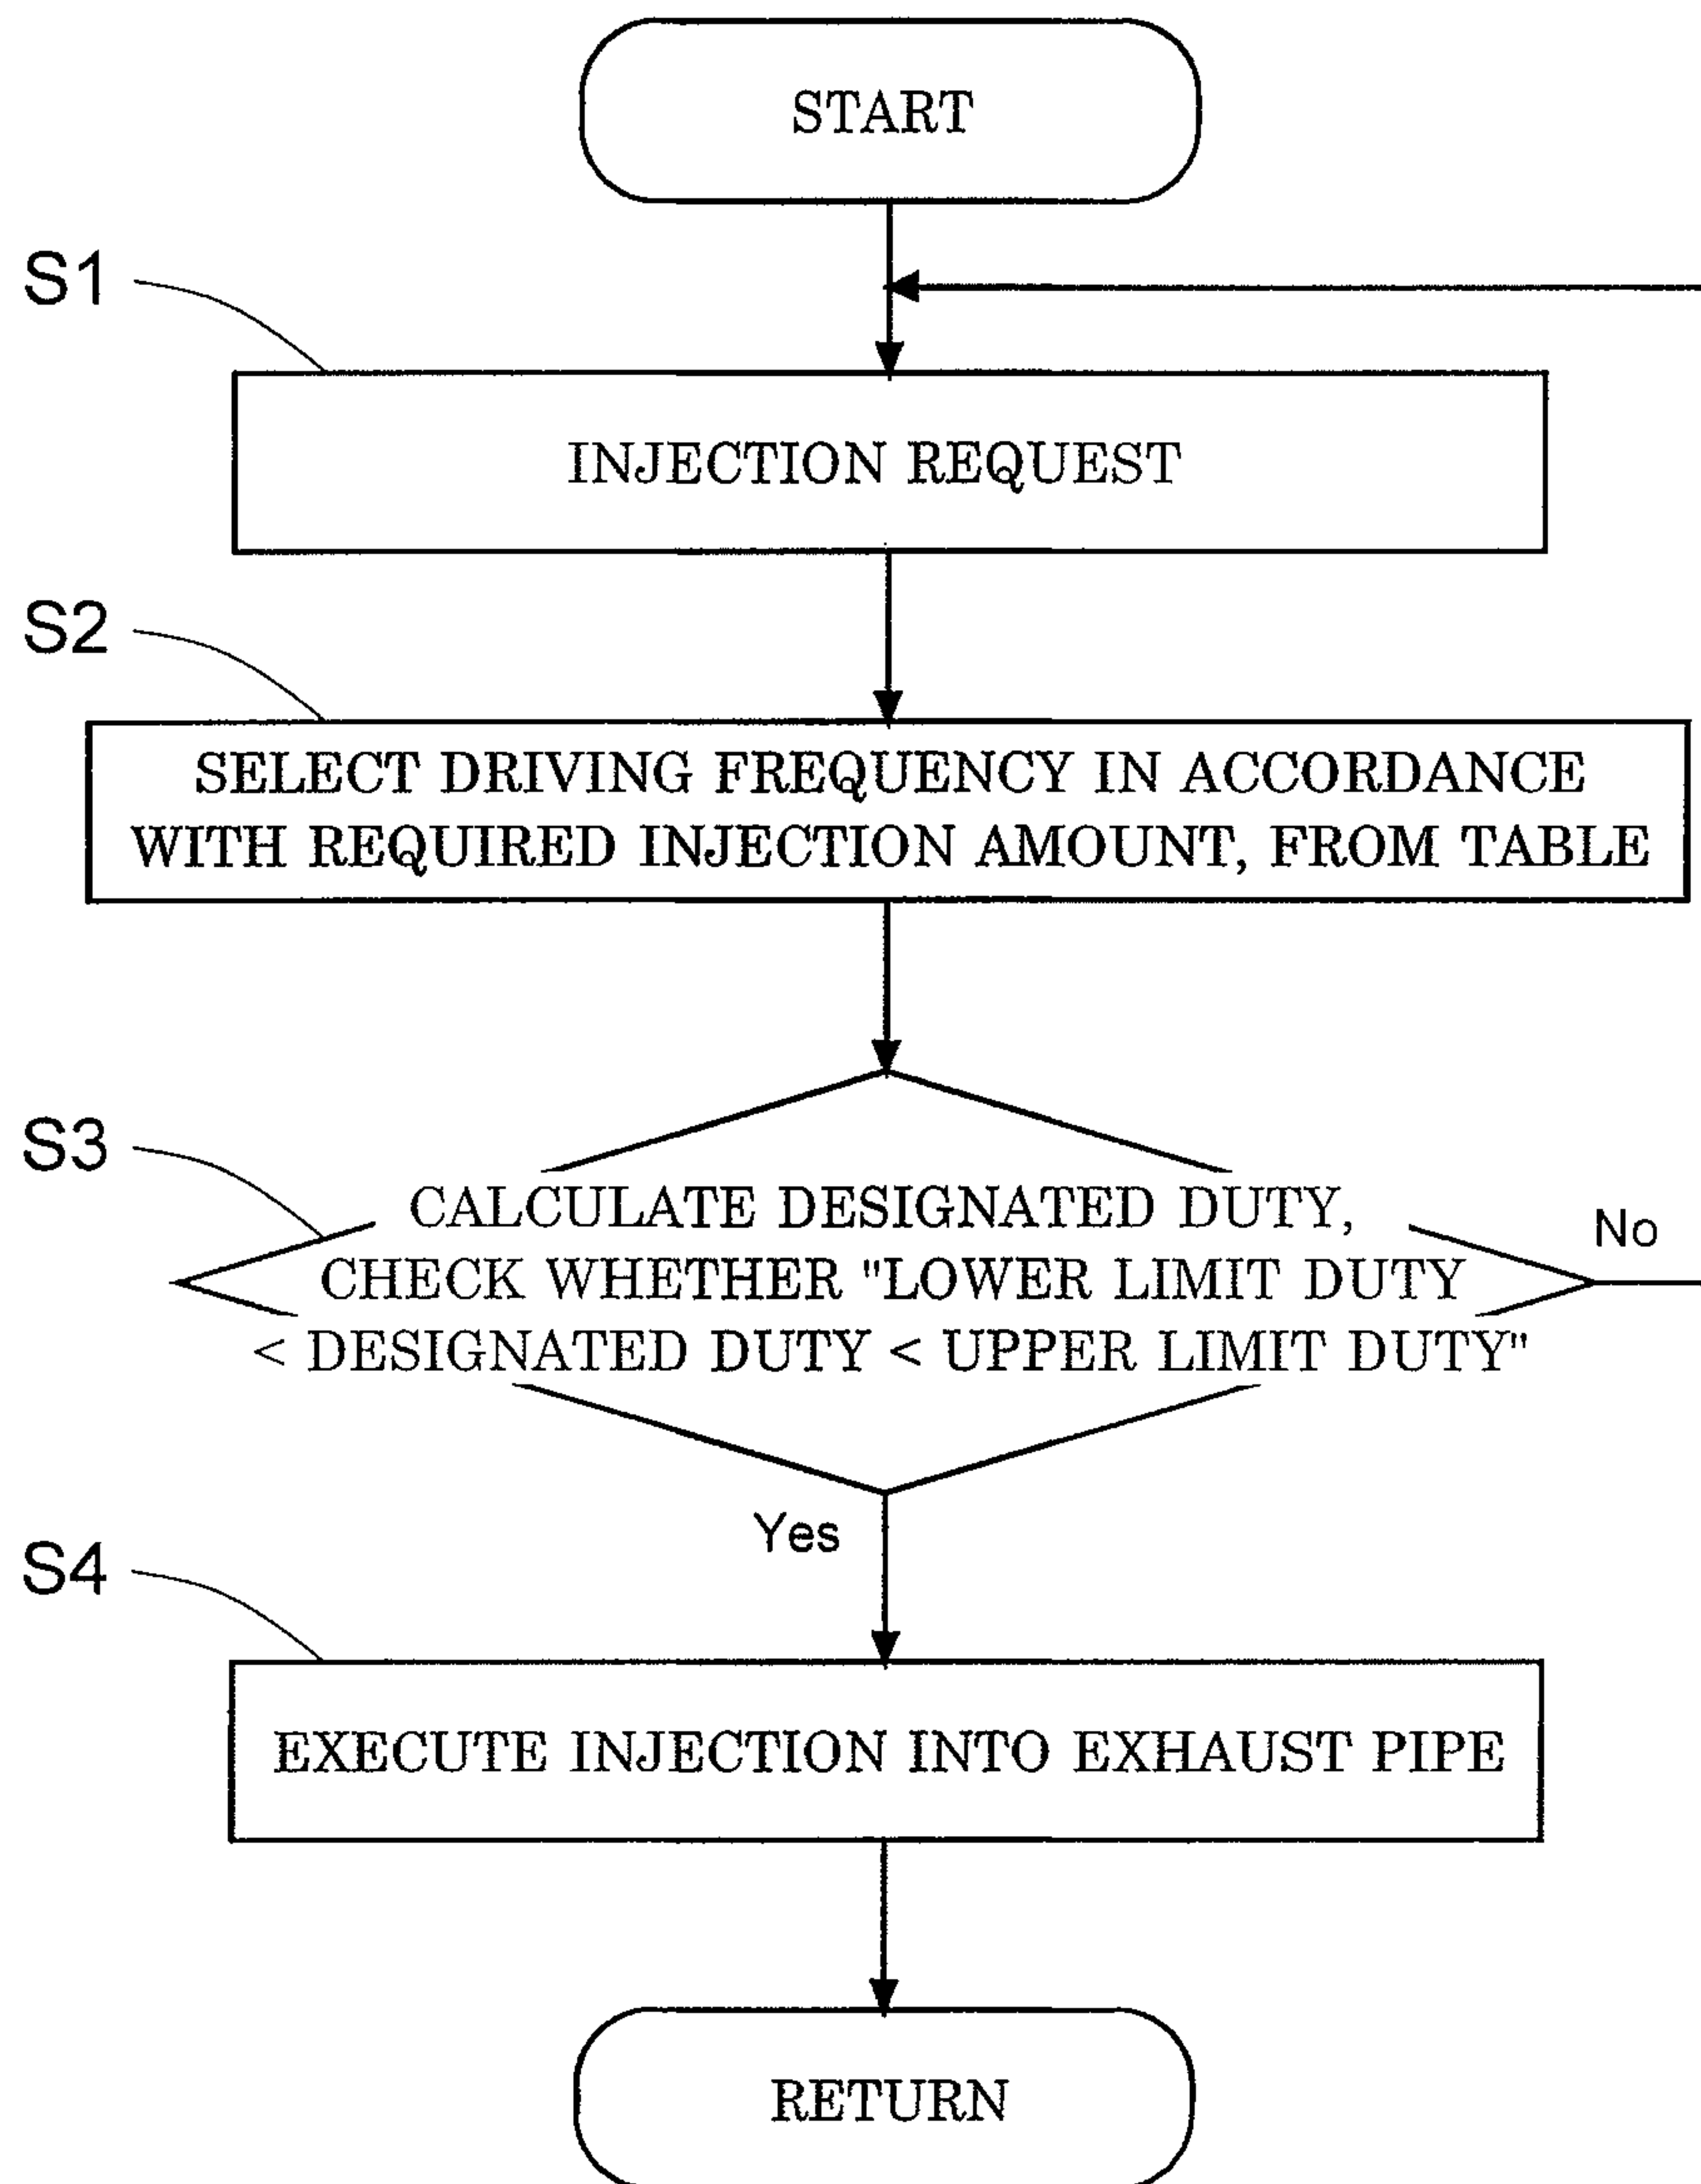 START
S1
INJECTION REQUEST
S2
SELECT DRIVING FREQUENCY IN ACCORDANCE
WITH REQUIRED INJECTION AMOUNT, FROM TABLE
S3
CALCULATE DESIGNATED DUTY,
CHECK WHETHER "LOWER LIMIT DUTY
< DESIGNATED DUTY < UPPER LIMIT DUTY"
No
Yes
S4
EXECUTE INJECTION INTO EXHAUST PIPE
RETURN